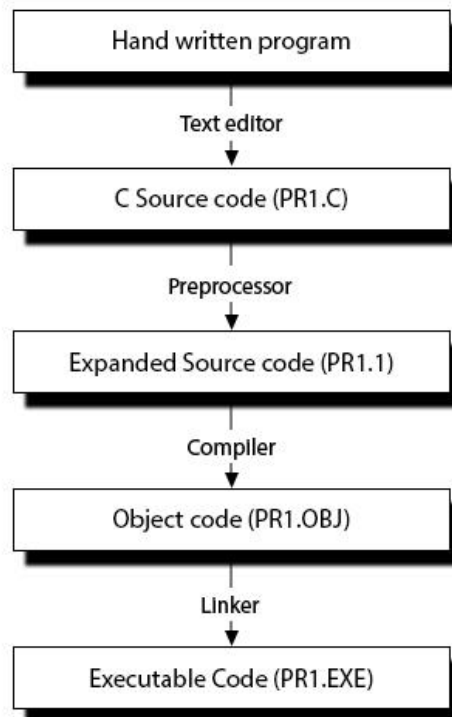 Hand written program
Text editor
C Source code (PR1.C)
Preprocessor
Expanded Source code (PR1.1)
Compiler
Object code (PR1.OBJ)
Linker
Executable Code (PR1.EXE)